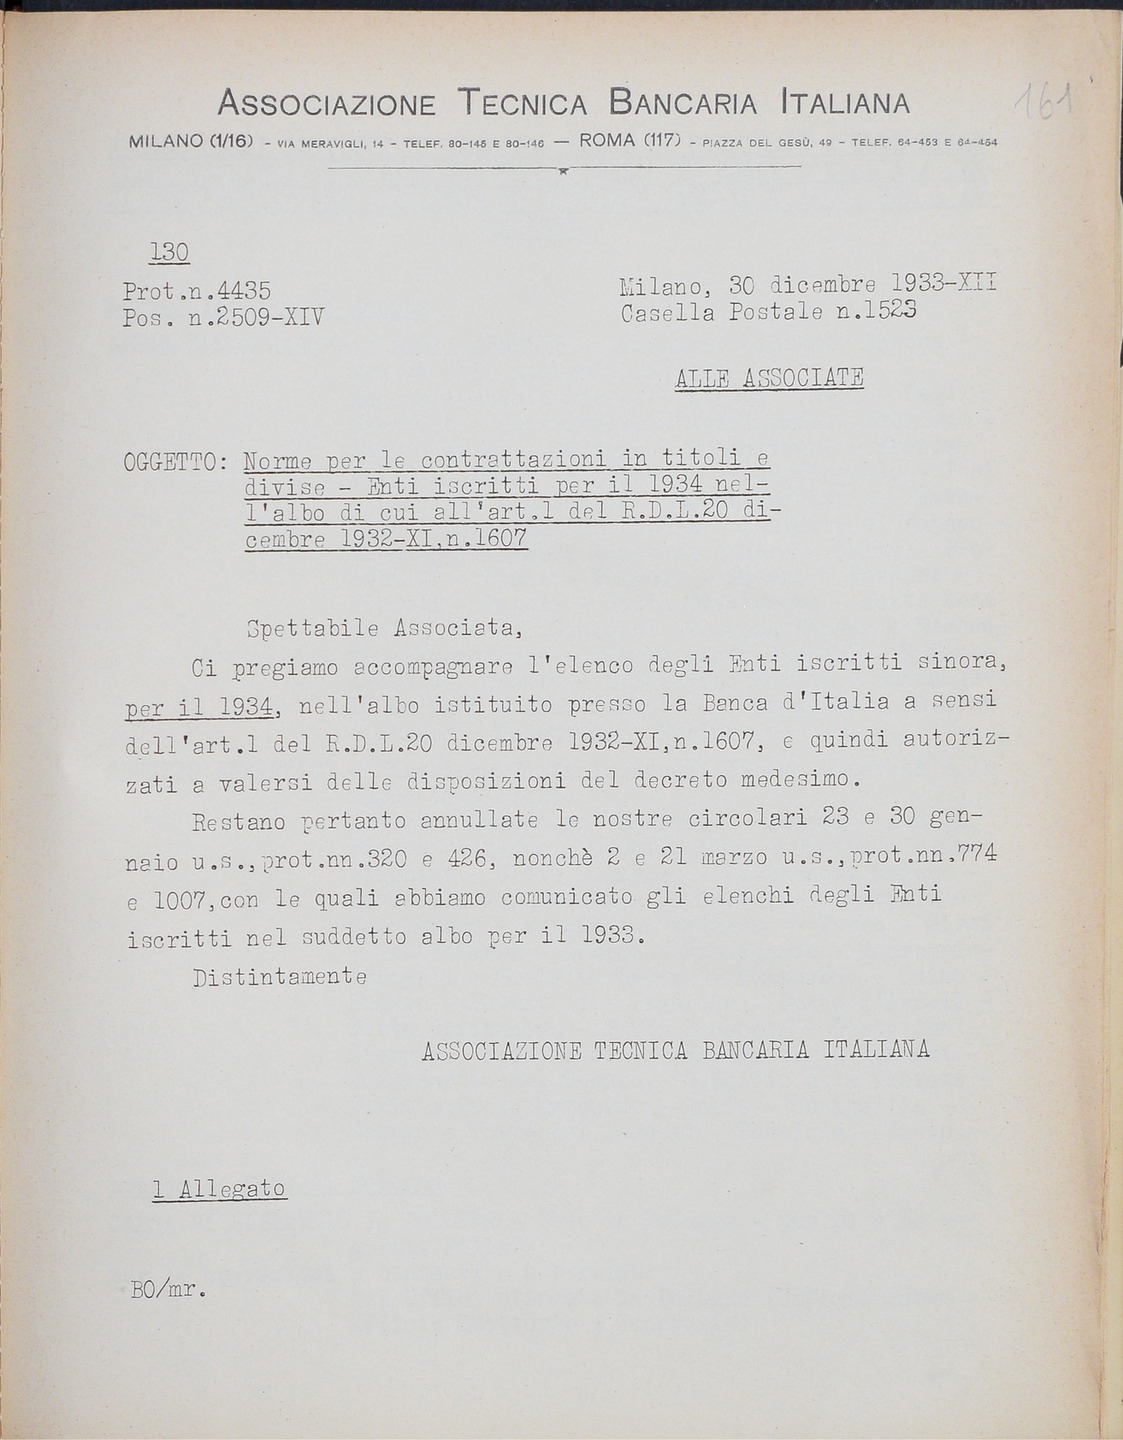 161
ASSOCIAZIONE TECNICA BANCARIA ITALIANA
MILANO (1/16) - VIA MERAVIGLI, 14 - TELEF. 80-145 E 80-146 — ROMA (117) - PIAZZA DEL GESÙ, 49 - TELEF. 64-453 E 64-454
130
Prot.n.4435
Pos. n.2509-XIV
Milano, 30 dicembre 1933-XII
Casella Postale n.1523
ALLE ASSOCIATE
OGGETTO: Norme per le contrattazioni in titoli e
divise - Enti iscritti per il 1934 nel-
l'albo di cui all'art.1 del R.D.L.20 di-
cembre 1932-XI,n.1607
Spettabile Associata,
Ci pregiamo accompagnare l'elenco degli Enti iscritti sinora,
per il 1934, nell'albo istituito presso la Banca d'Italia a sensi
dell'art.1 del R.D.L.20 dicembre 1932-XI,n.1607, e quindi autoriz-
zati a valersi delle disposizioni del decreto medesimo.
Restano pertanto annullate le nostre circolari 23 e 30 gen-
naio u.s.,prot.nn.320 e 426, nonchè 2 e 21 marzo u.s.,prot.nn.774
e 1007,con le quali abbiamo comunicato gli elenchi degli Enti
iscritti nel suddetto albo per il 1933.
Distintamente
ASSOCIAZIONE TECNICA BANCARIA ITALIANA
1 Allegato
BO/mr.